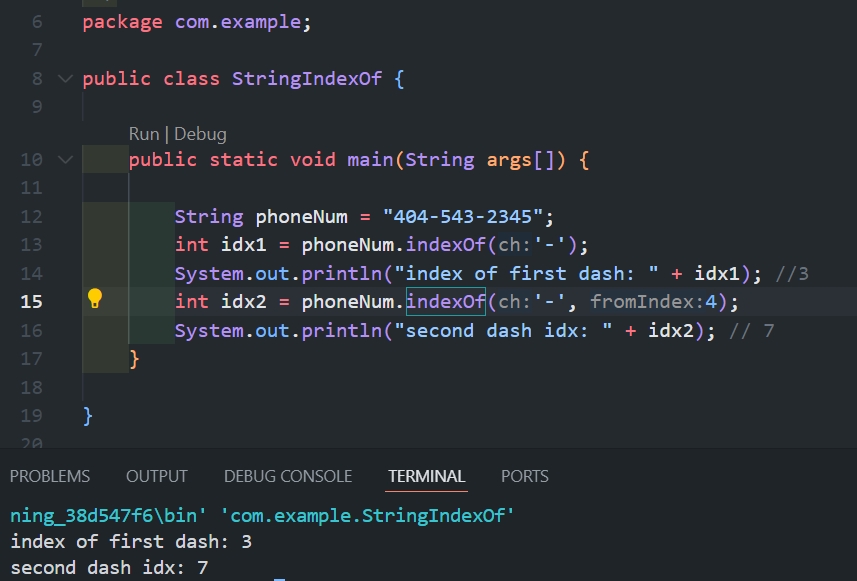 6 package com.example;
7
8 public class StringIndexOf {
9
Run | Debug
10 public static void main(String args[]) {
11
12 String phoneNum = "404-543-2345";
13 int idx1 = phoneNum.indexOf(ch:'-');
14 System.out.println("index of first dash: " + idx1); //3
15 int idx2 = phoneNum.indexOf(ch:'-', fromIndex:4);
16 System.out.println("second dash idx: " + idx2); // 7
17 }
18
19 }
20
PROBLEMS OUTPUT DEBUG CONSOLE TERMINAL PORTS
ning_38d547f6\bin' 'com.example.StringIndexOf'
index of first dash: 3
second dash idx: 7